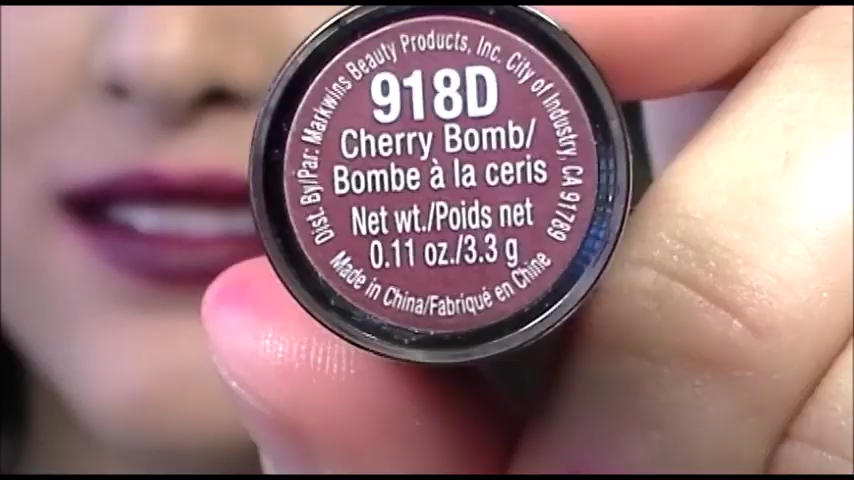 Dist. By/Par: Markwins Beauty Products, Inc. City of Industry, CA 91789
918D
Cherry Bomb/
Bombe à la ceris
Net wt./Poids net
0.11 oz./3.3 g
Made in China/Fabriqué en Chine